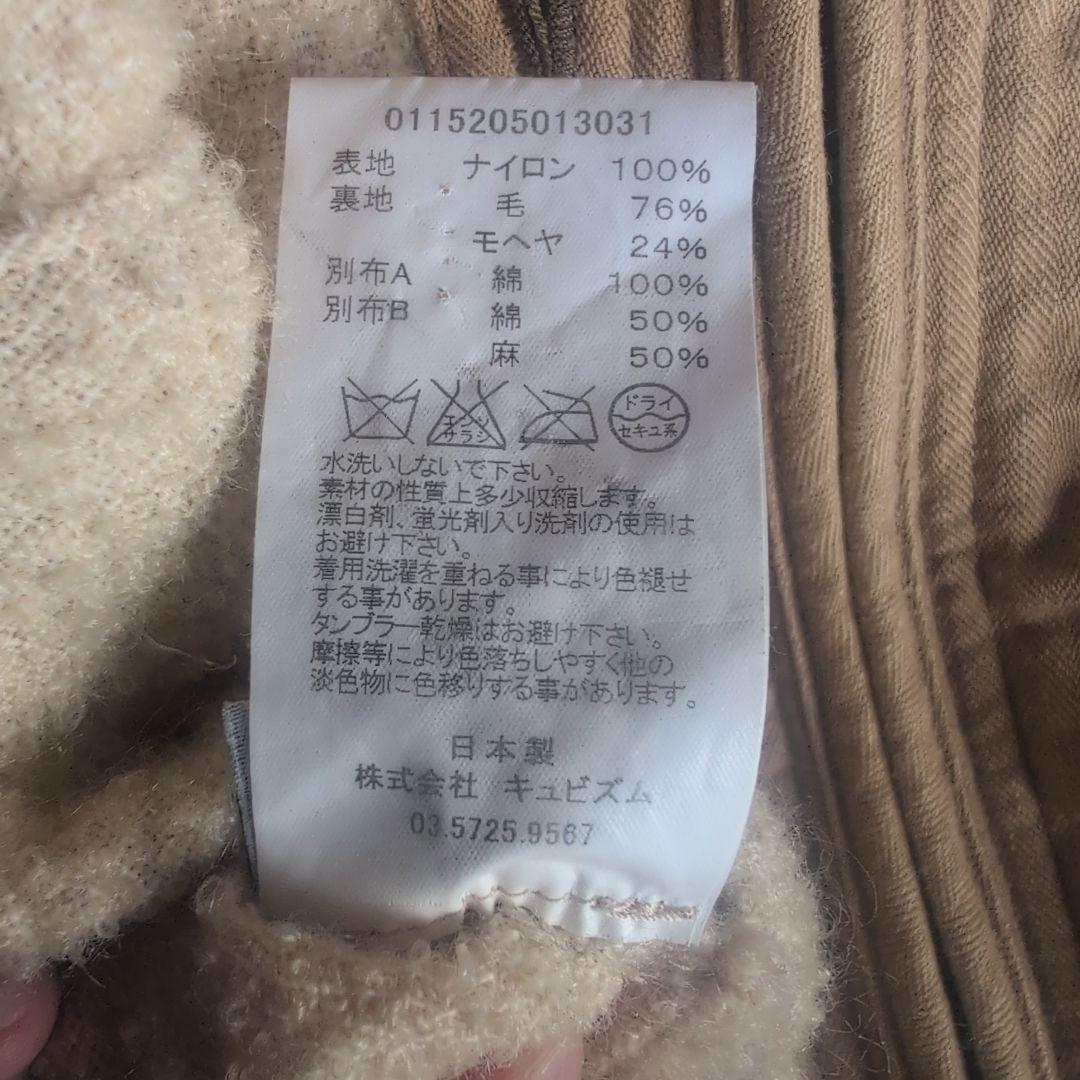 0115205013031
表地 ナイロン 100%
裏地 毛 76%
モヘヤ 24%
別布A 綿 100%
別布B 綿 50%
麻 50%
エンソ
サラシ
ドライ
セキユ系
水洗いしないで下さい。
素材の性質上多少収縮します。
漂白剤、蛍光剤入り洗剤の使用は
お避け下さい。
着用洗濯を重ねる事により色褪せ
する事があります。
タンブラー乾燥はお避け下さい。
摩擦等により色落ちしやすく他の
淡色物に色移りする事があります。
日本製
株式会社 キュビズム
03.5725.9567